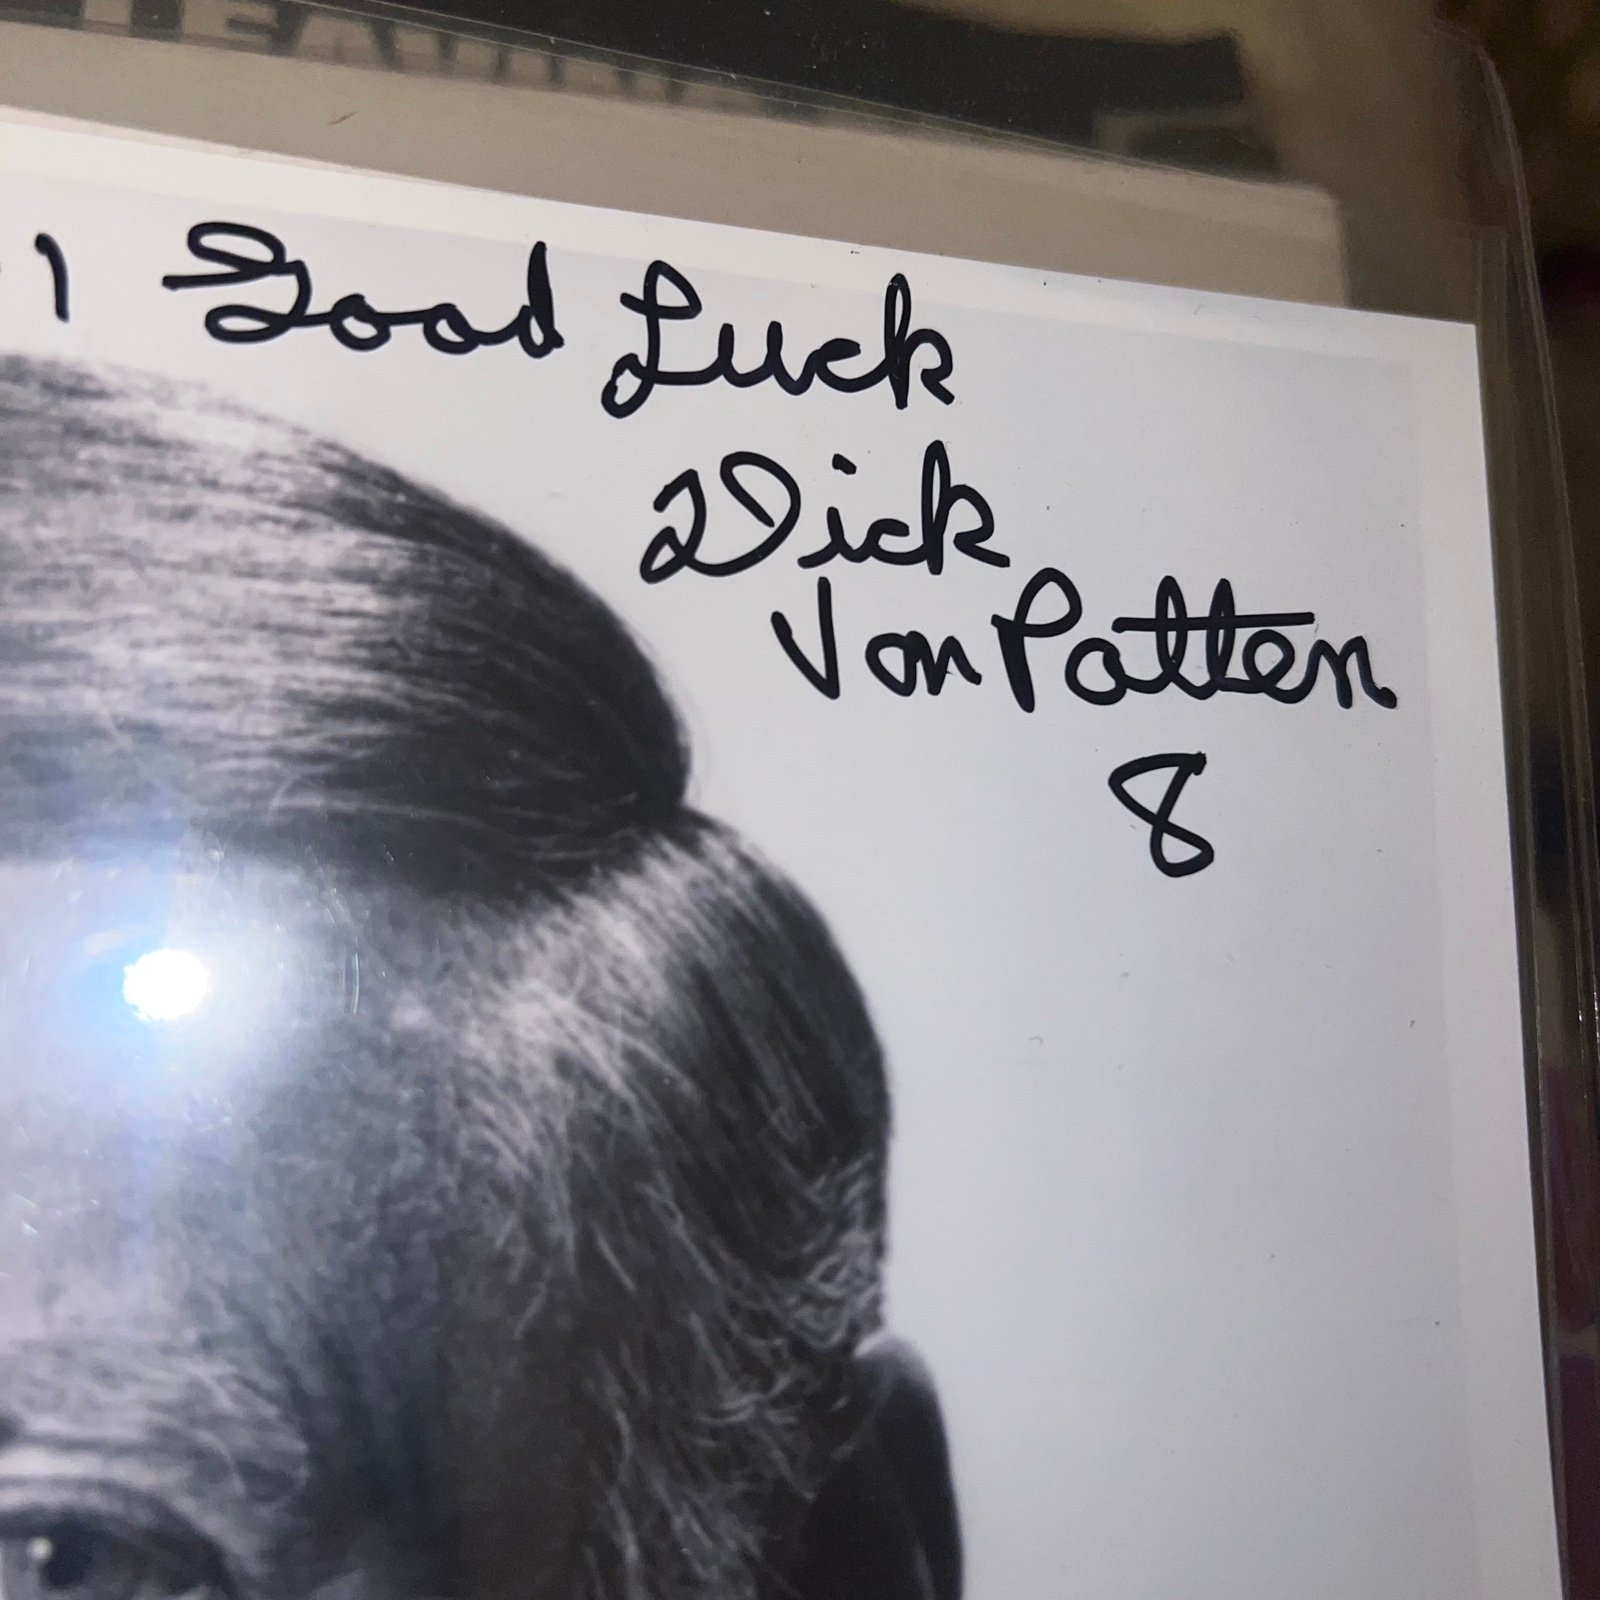 Good Luck
Dick
Van Patten
8